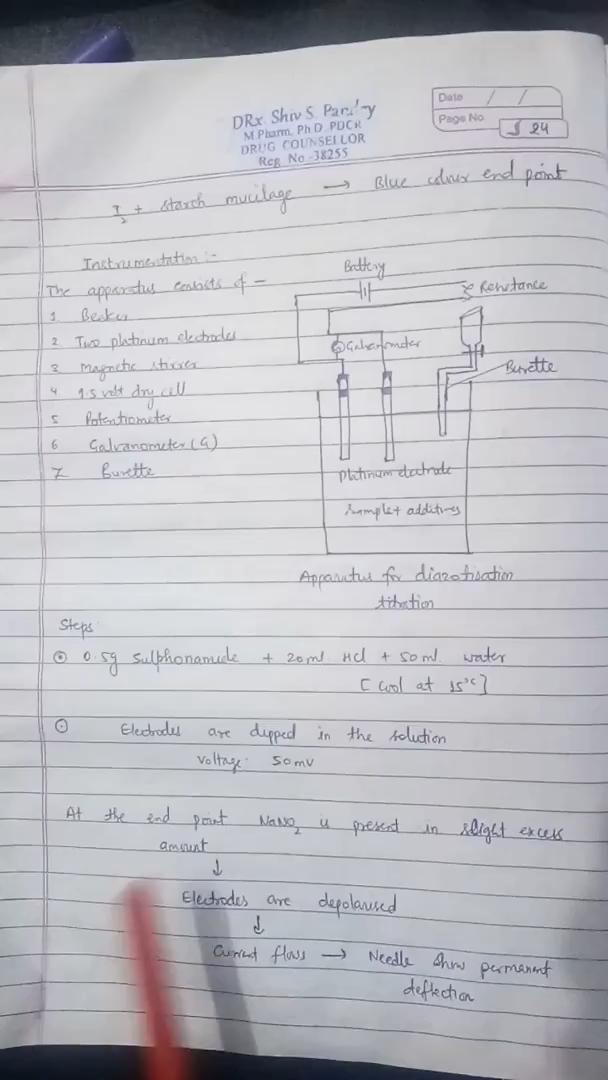 DRx. Shiv S. Pandey
M.Pharm, Ph.D, PDCR
DRUG COUNSELLOR
Reg No -38255
Date / /
Page No. 24
I2 + starch mucilage → Blue colour end point
Instrumentation :-
The apparatus consists of —
1 Beaker
2 Two platinum electrodes
3 Magnetic stirrer
4 1.5 volt dry cell
5 Potentiometer
6 Galvanometer (G)
7 Burette
Battery
Resistance
G Galvanometer
Burette
Platinum electrode
Sample + additives
Apparatus for diazotisation
titration
Steps
0.5g sulphonamide + 20ml HCl + 50ml water
[Cool at 15°C]
Electrodes are dipped in the solution
Voltage 50mV
At the end point NaNO2 is present in slight excess
amount
↓
Electrodes are depolarised
↓
Current flows → Needle show permanent
deflection